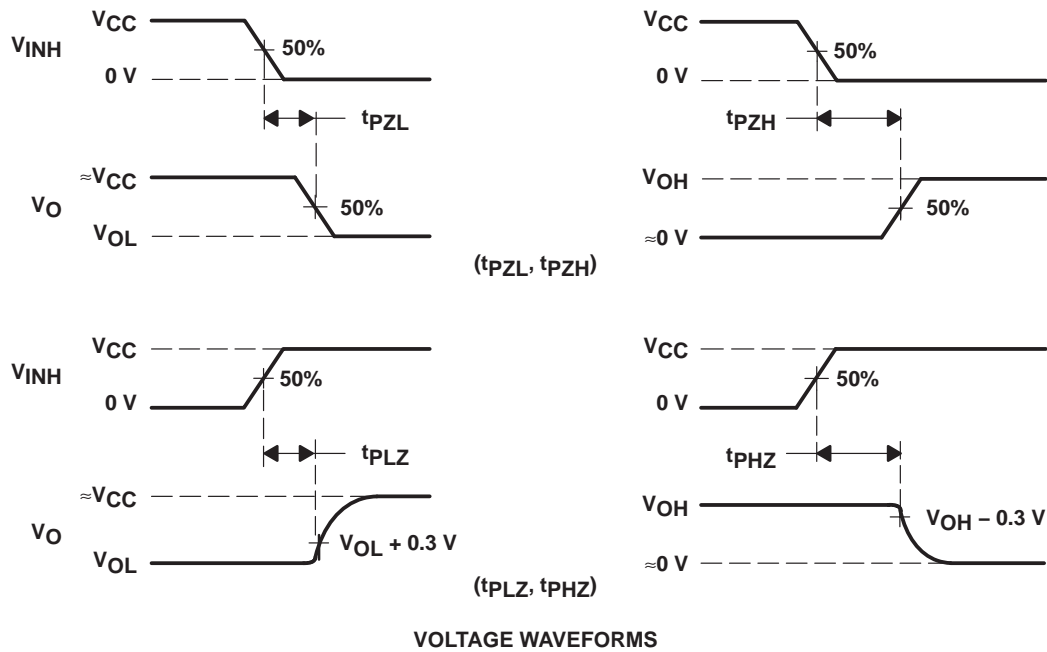 VCC VCC
VINH 50% 50%
0 V 0 V
tPZL tPZH
≈VCC VOH
VO 50% 50%
VOL ≈0 V
(tPZL, tPZH)
VCC VCC
VINH 50% 50%
0 V 0 V
tPLZ tPHZ
≈VCC VOH
VO VOL + 0.3 V VOH – 0.3 V
VOL ≈0 V
(tPLZ, tPHZ)
VOLTAGE WAVEFORMS